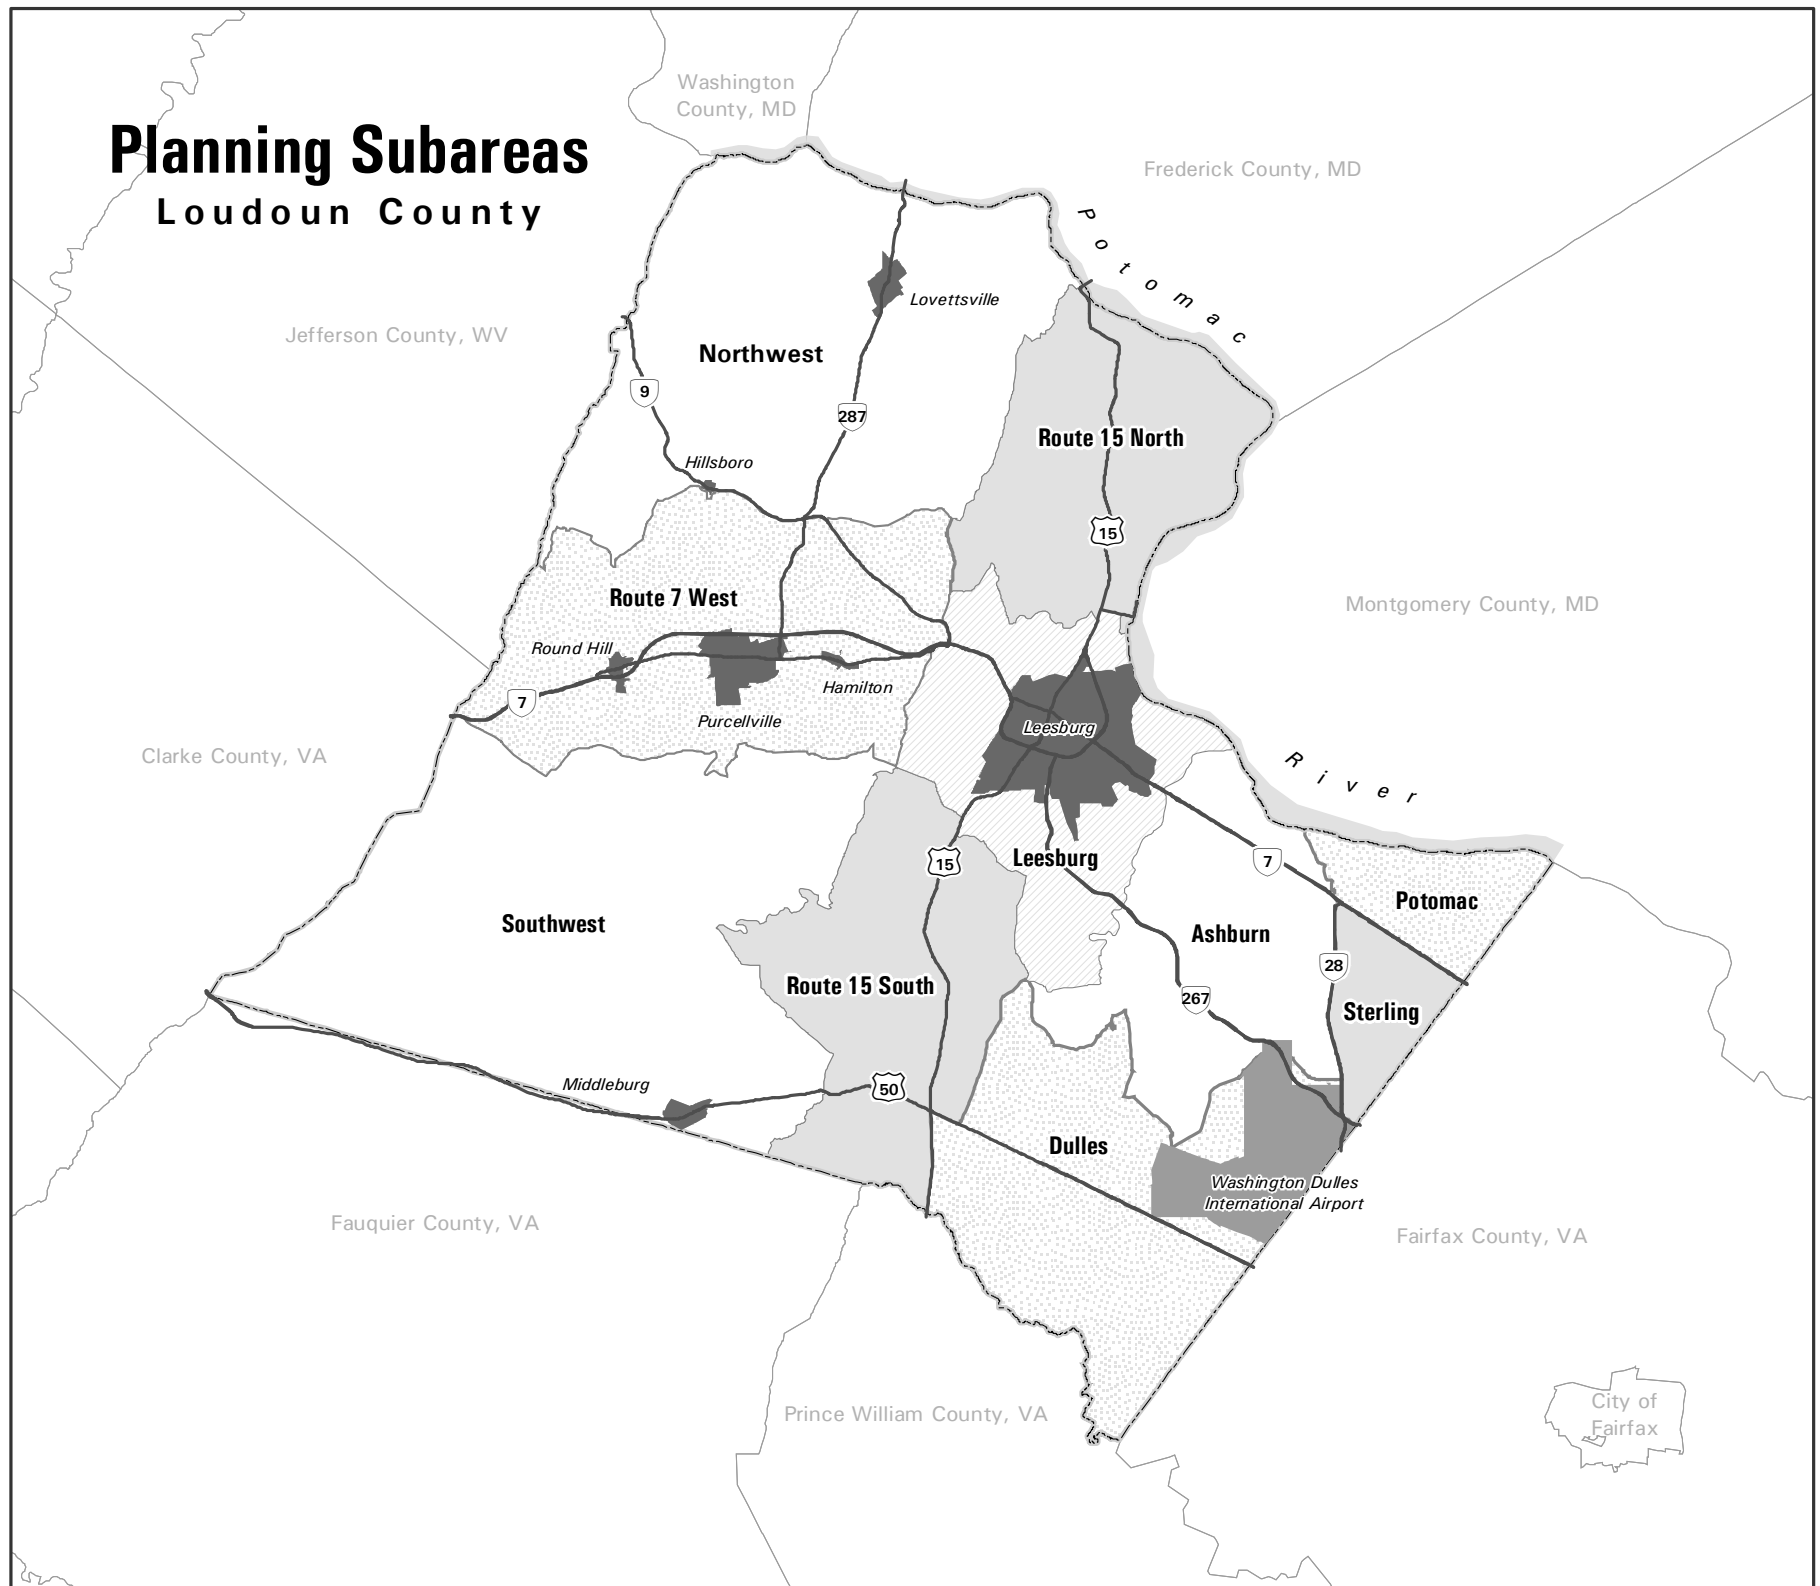 Planning Subareas
Loudoun County
Washington
County, MD
Frederick County, MD
Potomac
Lovettsville
Jefferson County, WV
Northwest
9
287
Route 15 North
Hillsboro
15
Route 7 West
Montgomery County, MD
Round Hill
Hamilton
7
Purcellville
Leesburg
Clarke County, VA
River
15
Leesburg
7
Potomac
Southwest
Ashburn
28
Route 15 South
267
Sterling
Middleburg
50
Dulles
Washington Dulles
International Airport
Fauquier County, VA
Fairfax County, VA
Prince William County, VA
City of
Fairfax